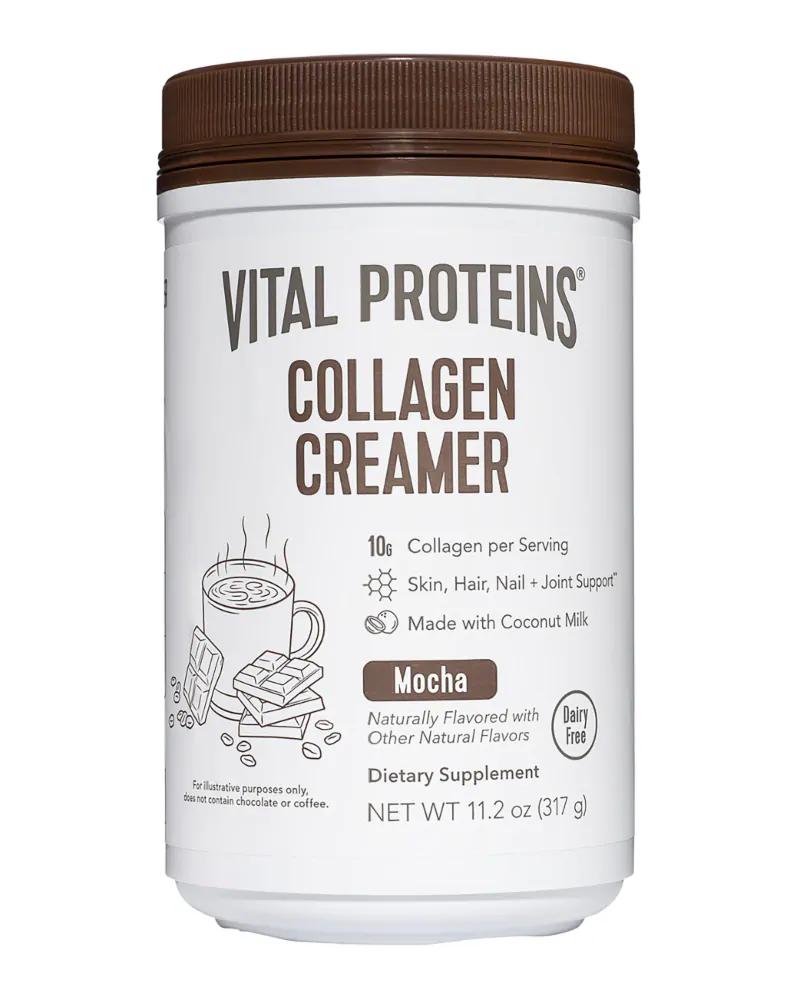 VITAL PROTEINS®
COLLAGEN
CREAMER
10G Collagen per Serving
Skin, Hair, Nail + Joint Support**
Made with Coconut Milk
Mocha
Naturally Flavored with
Other Natural Flavors
Dairy
Free
Dietary Supplement
NET WT 11.2 oz (317 g)
For illustrative purposes only,
does not contain chocolate or coffee.